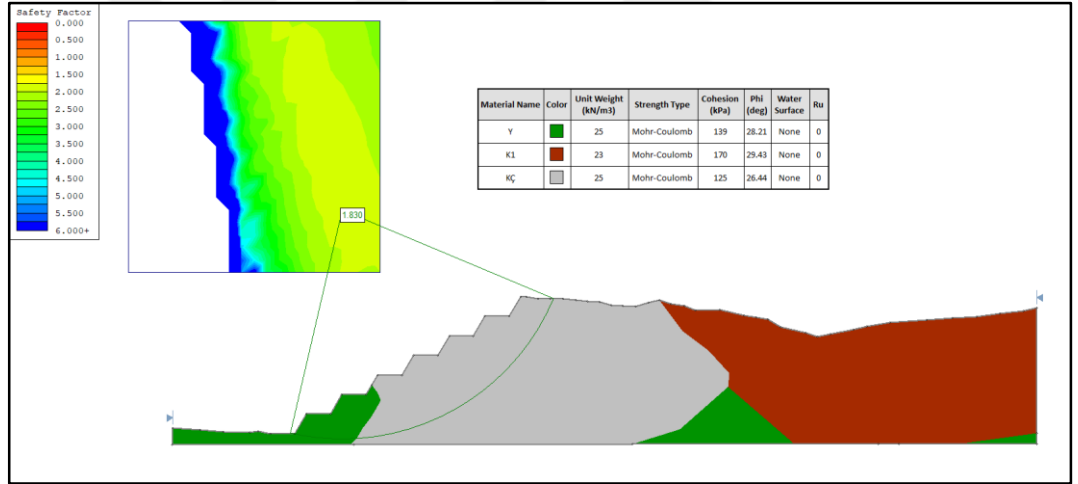 Safety Factor
0.000
0.500
1.000
1.500
2.000
2.500
3.000
3.500
4.000
4.500
5.000
5.500
6.000+
Material Name Color Unit Weight (kN/m3) Strength Type Cohesion (kPa) Phi (deg) Water Surface Ru
Y 25 Mohr-Coulomb 139 28.21 None 0
K1 23 Mohr-Coulomb 170 29.43 None 0
KÇ 25 Mohr-Coulomb 125 26.44 None 0
1.830